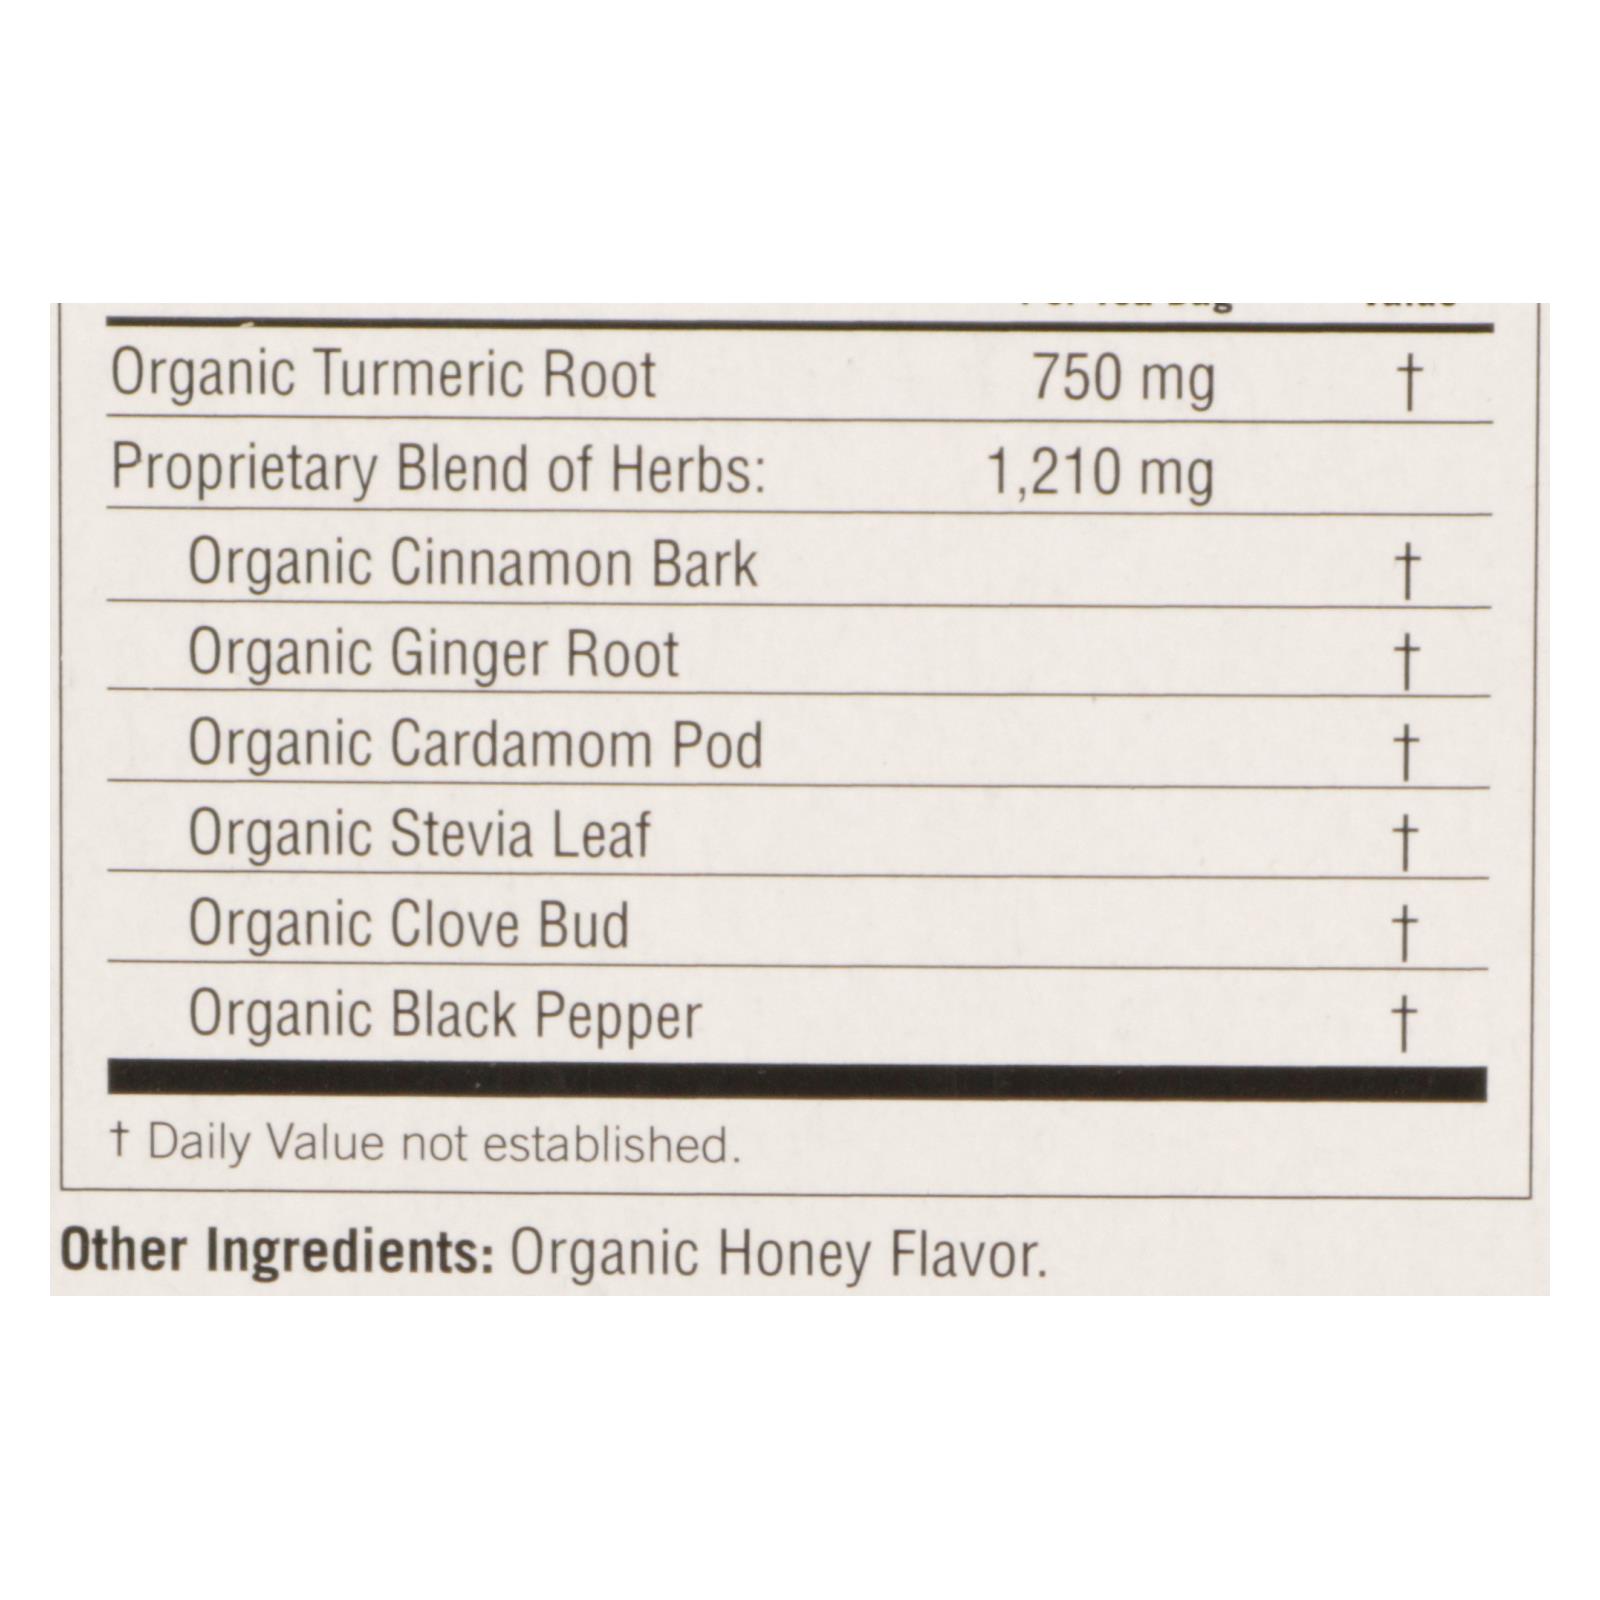 Organic Turmeric Root 750 mg †
Proprietary Blend of Herbs: 1,210 mg
Organic Cinnamon Bark †
Organic Ginger Root †
Organic Cardamom Pod †
Organic Stevia Leaf †
Organic Clove Bud †
Organic Black Pepper †
† Daily Value not established.
Other Ingredients: Organic Honey Flavor.